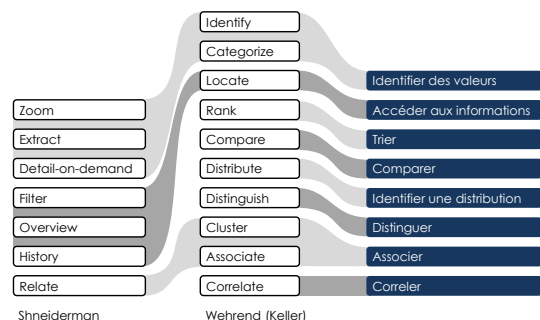 Identify
Categorize
Locate
Identifier des valeurs
Zoom
Rank
Accéder aux informations
Extract
Compare
Trier
Detail-on-demand
Distribute
Comparer
Filter
Distinguish
Identifier une distribution
Overview
Cluster
Distinguer
History
Associate
Associer
Relate
Correlate
Correler
Shneiderman
Wehrend (Keller)